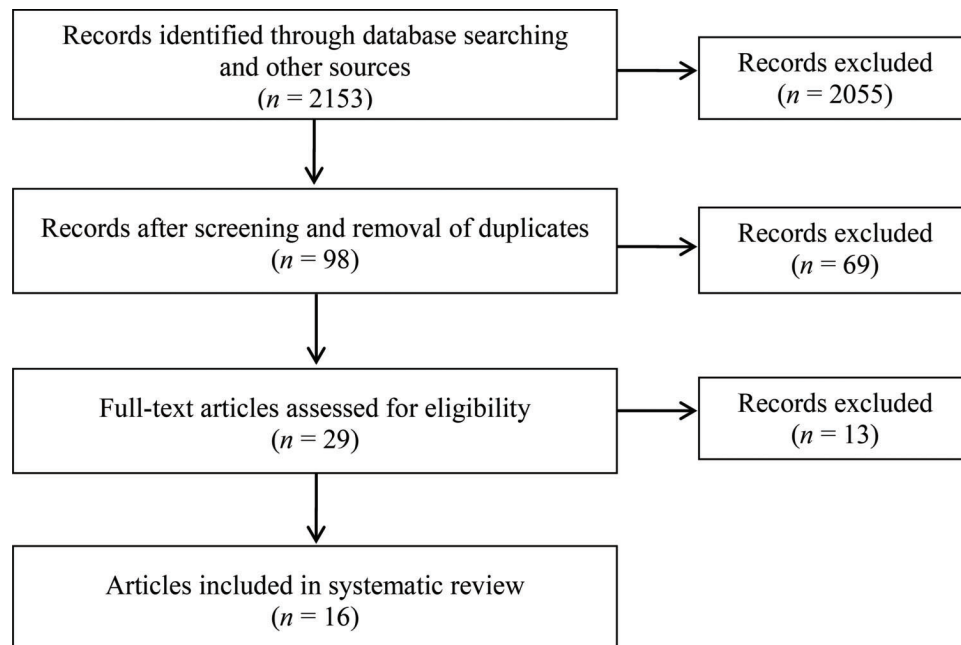 Records identified through database searching
and other sources
(n = 2153)
Records excluded
(n = 2055)
Records after screening and removal of duplicates
(n = 98)
Records excluded
(n = 69)
Full-text articles assessed for eligibility
(n = 29)
Records excluded
(n = 13)
Articles included in systematic review
(n = 16)